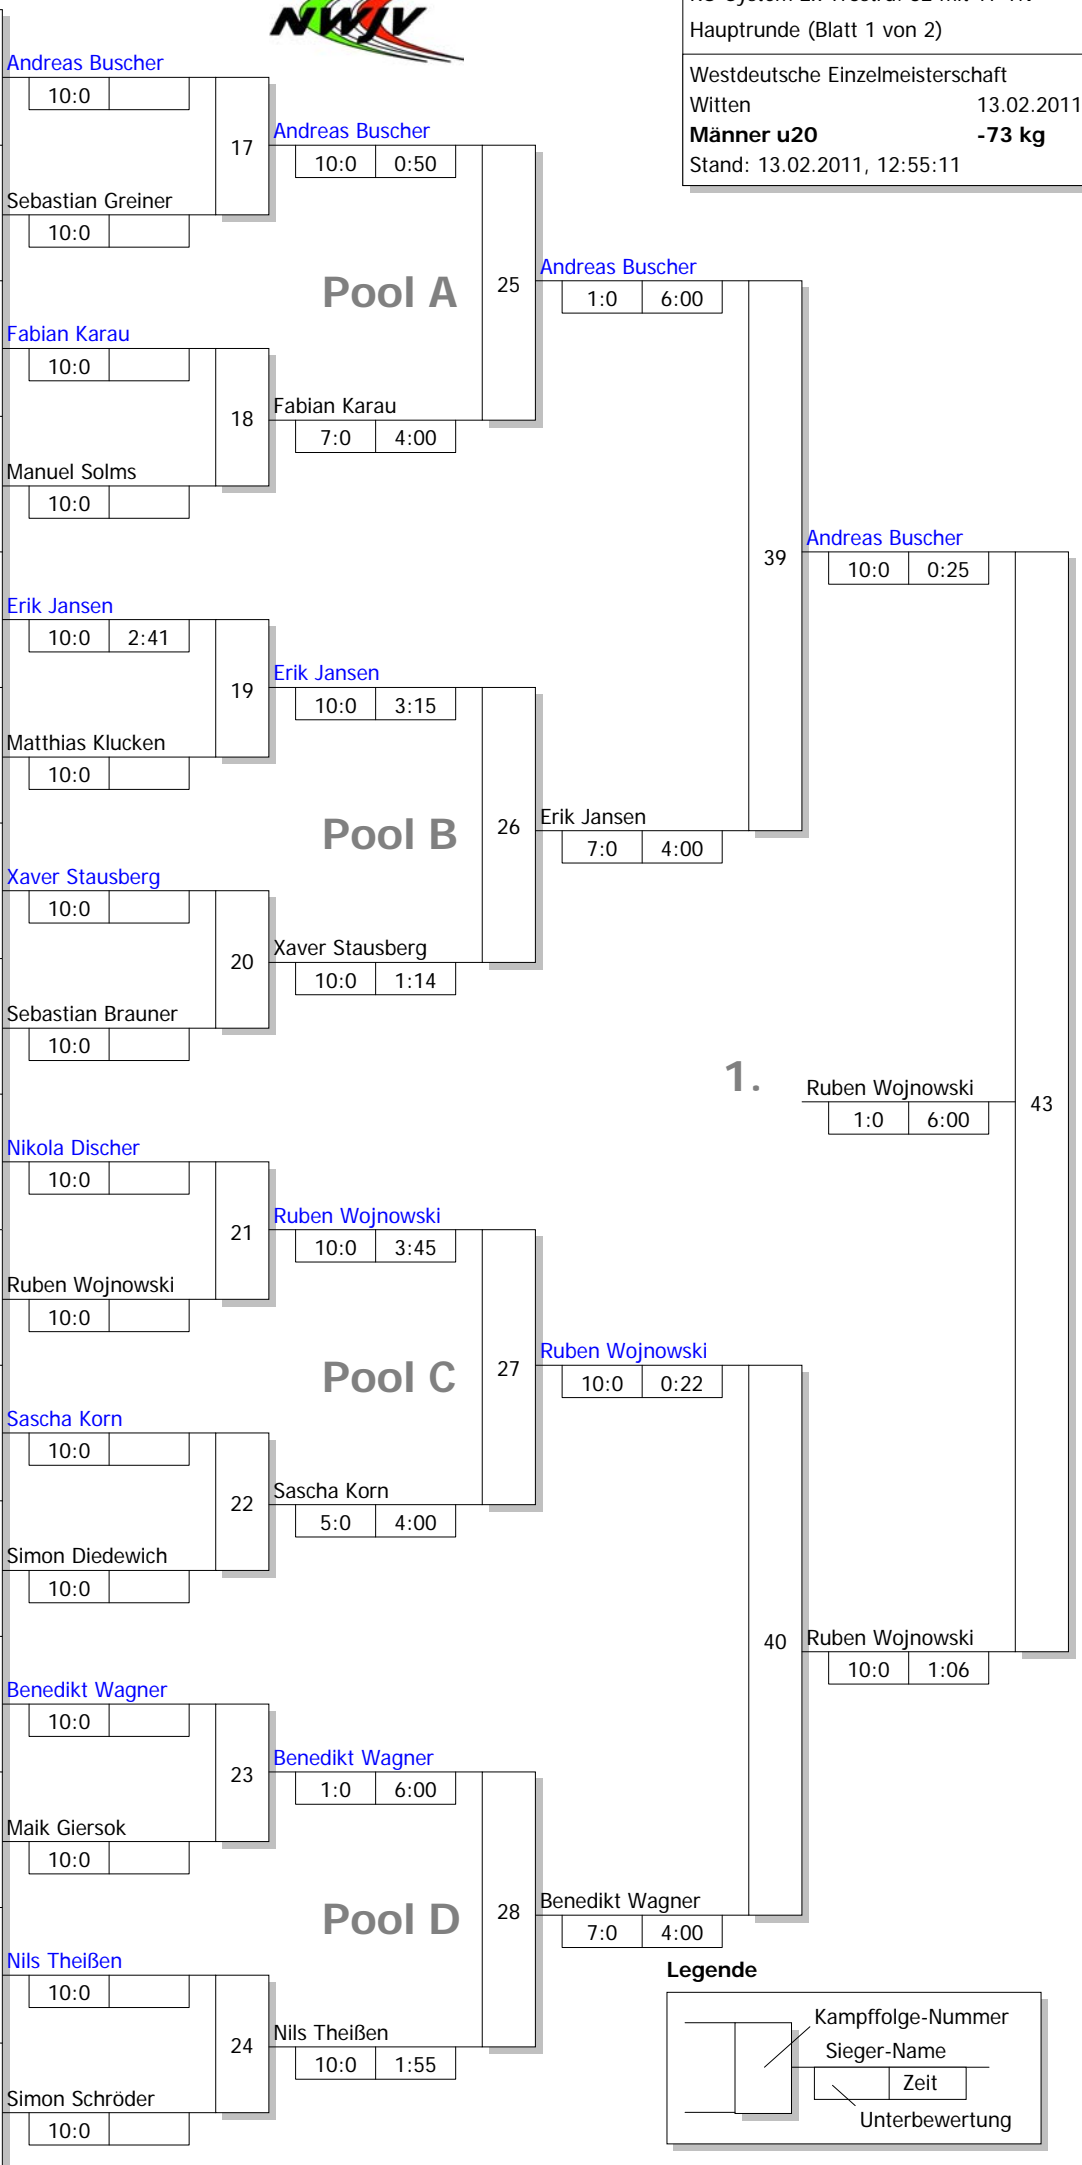 NWJV
Hauptrunde (Blatt 1 von 2)
Westdeutsche Einzelmeisterschaft
Witten 13.02.2011
Männer u20 -73 kg
Stand: 13.02.2011, 12:55:11
Andreas Buscher
10:0
17
Sebastian Greiner
10:0
Andreas Buscher
10:0 0:50
Pool A
25
Fabian Karau
10:0
18
Manuel Solms
10:0
Fabian Karau
7:0 4:00
Andreas Buscher
1:0 6:00
39
Erik Jansen
10:0 2:41
19
Matthias Klucken
10:0
Erik Jansen
10:0 3:15
Pool B
26
Xaver Stausberg
10:0
20
Sebastian Brauner
10:0
Xaver Stausberg
10:0 1:14
Erik Jansen
7:0 4:00
Andreas Buscher
10:0 0:25
1.
Ruben Wojnowski
1:0 6:00
43
Nikola Discher
10:0
21
Ruben Wojnowski
10:0
Ruben Wojnowski
10:0 3:45
Pool C
27
Sascha Korn
10:0
22
Simon Diedewich
10:0
Sascha Korn
5:0 4:00
Ruben Wojnowski
10:0 0:22
40
Ruben Wojnowski
10:0 1:06
Benedikt Wagner
10:0
23
Maik Giersok
10:0
Benedikt Wagner
1:0 6:00
Pool D
28
Nils Theißen
10:0
24
Simon Schröder
10:0
Nils Theißen
10:0 1:55
Benedikt Wagner
7:0 4:00
Legende
Kampffolge-Nummer
Sieger-Name
Zeit
Unterbewertung